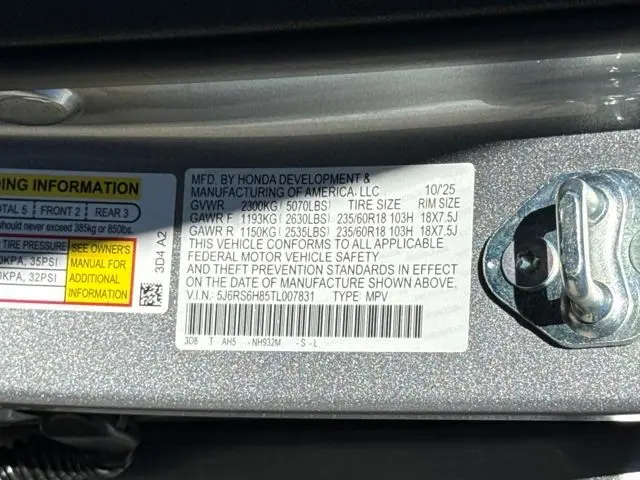 DING INFORMATION
OTAL 5 FRONT 2 REAR 3
should never exceed 385kg or 850lbs.
TIRE PRESSURE
0KPA, 35PSI
0KPA, 32PSI
SEE OWNER'S
MANUAL FOR
ADDITIONAL
INFORMATION
3D4 A2
MFD. BY HONDA DEVELOPMENT &
MANUFACTURING OF AMERICA, LLC 10/'25
GVWR 2300KG( 5070LBS) TIRE SIZE RIM SIZE
GAWR F 1193KG( 2630LBS) 235/60R18 103H 18X7.5J
GAWR R 1150KG( 2535LBS) 235/60R18 103H 18X7.5J
THIS VEHICLE CONFORMS TO ALL APPLICABLE
FEDERAL MOTOR VEHICLE SAFETY
AND THEFT PREVENTION STANDARDS IN EFFECT
ON THE DATE OF MANUFACTURE SHOWN ABOVE.
V.I.N. 5J6RS6H85TL007831 TYPE: MPV
3D8 T AH5 -NH932M -S -L